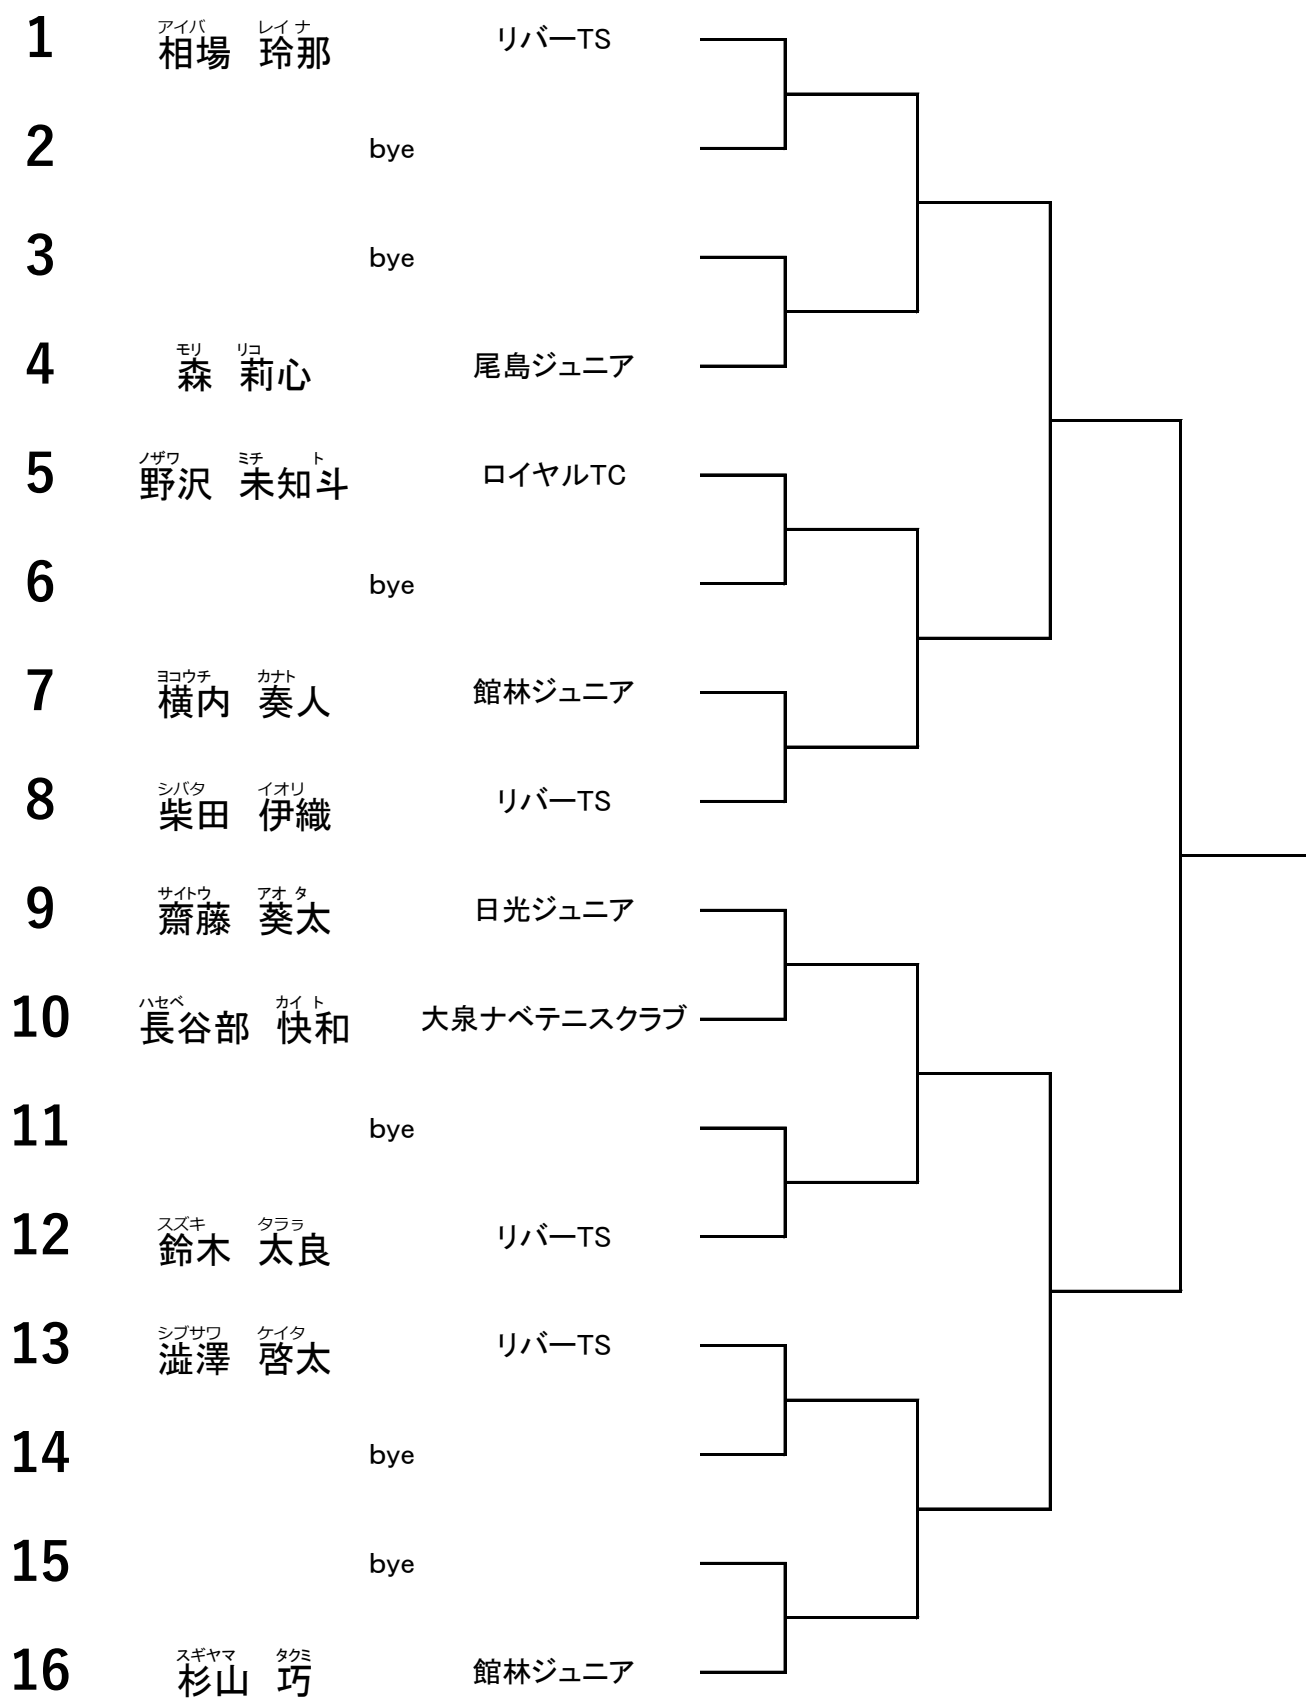 アイバ レイナ
1 相場 玲那 リバーTS
2 bye
3 bye
モリ リコ
4 森 莉心 尾島ジュニア
ノザワ ミチ ト
5 野沢 未知斗 ロイヤルTC
6 bye
ヨコウチ カナト
7 横内 奏人 館林ジュニア
シバタ イオリ
8 柴田 伊織 リバーTS
サイトウ アオ タ
9 齋藤 葵太 日光ジュニア
ハセベ カイ ト
10 長谷部 快和 大泉ナベテニスクラブ
11 bye
スズキ タララ
12 鈴木 太良 リバーTS
シブサワ ケイタ
13 澁澤 啓太 リバーTS
14 bye
15 bye
スギヤマ タクミ
16 杉山 巧 館林ジュニア